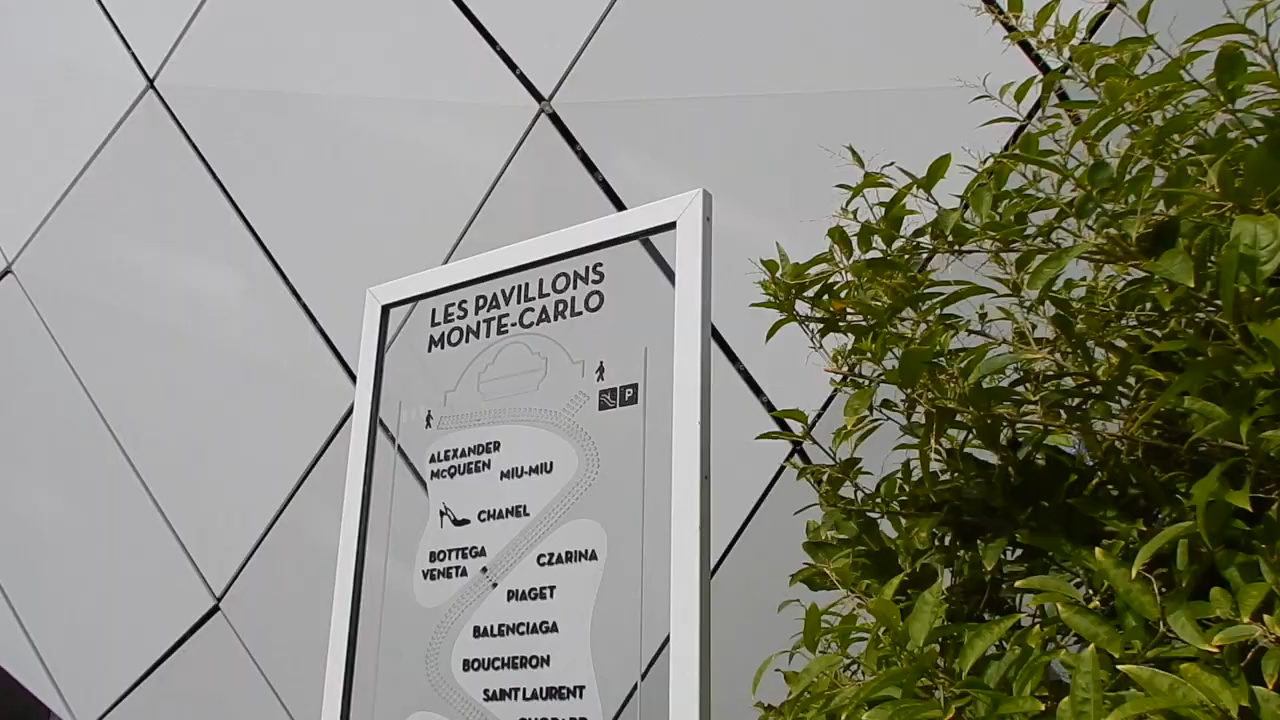 LES PAVILLONS
MONTE-CARLO
P
ALEXANDER
McQUEEN
MIU-MIU
CHANEL
BOTTEGA
VENETA
CZARINA
PIAGET
BALENCIAGA
BOUCHERON
SAINT LAURENT